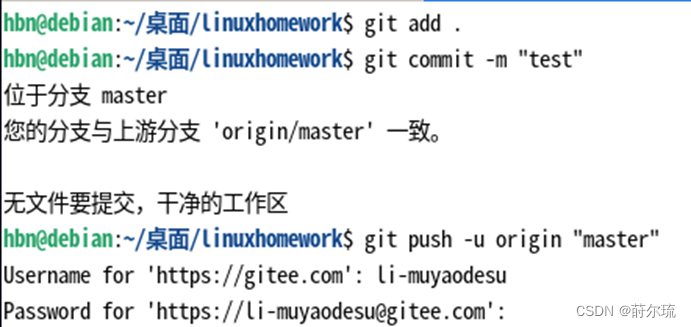 hbn@debian:~/桌面/linuxhomework$ git add .
hbn@debian:~/桌面/linuxhomework$ git commit -m "test"
位于分支 master
您的分支与上游分支 'origin/master' 一致。
无文件要提交，干净的工作区
hbn@debian:~/桌面/linuxhomework$ git push -u origin "master"
Username for 'https://gitee.com': li-muyaodesu
Password for 'https://li-muyaodesu@gitee.com':
CSDN @莳尔琉